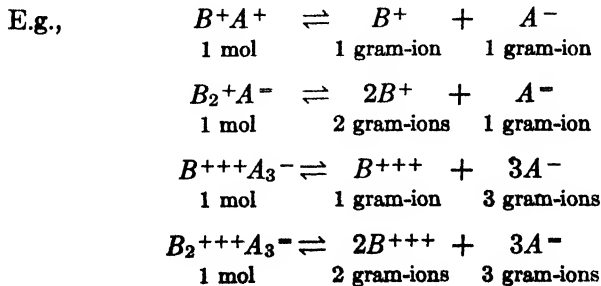 E.g., B⁺A⁺ ⇌ B⁺ + A⁻
1 mol 1 gram-ion 1 gram-ion
B₂⁺A⁼ ⇌ 2B⁺ + A⁼
1 mol 2 gram-ions 1 gram-ion
B⁺⁺⁺A₃⁻ ⇌ B⁺⁺⁺ + 3A⁻
1 mol 1 gram-ion 3 gram-ions
B₂⁺⁺⁺A₃⁼ ⇌ 2B⁺⁺⁺ + 3A⁼
1 mol 2 gram-ions 3 gram-ions